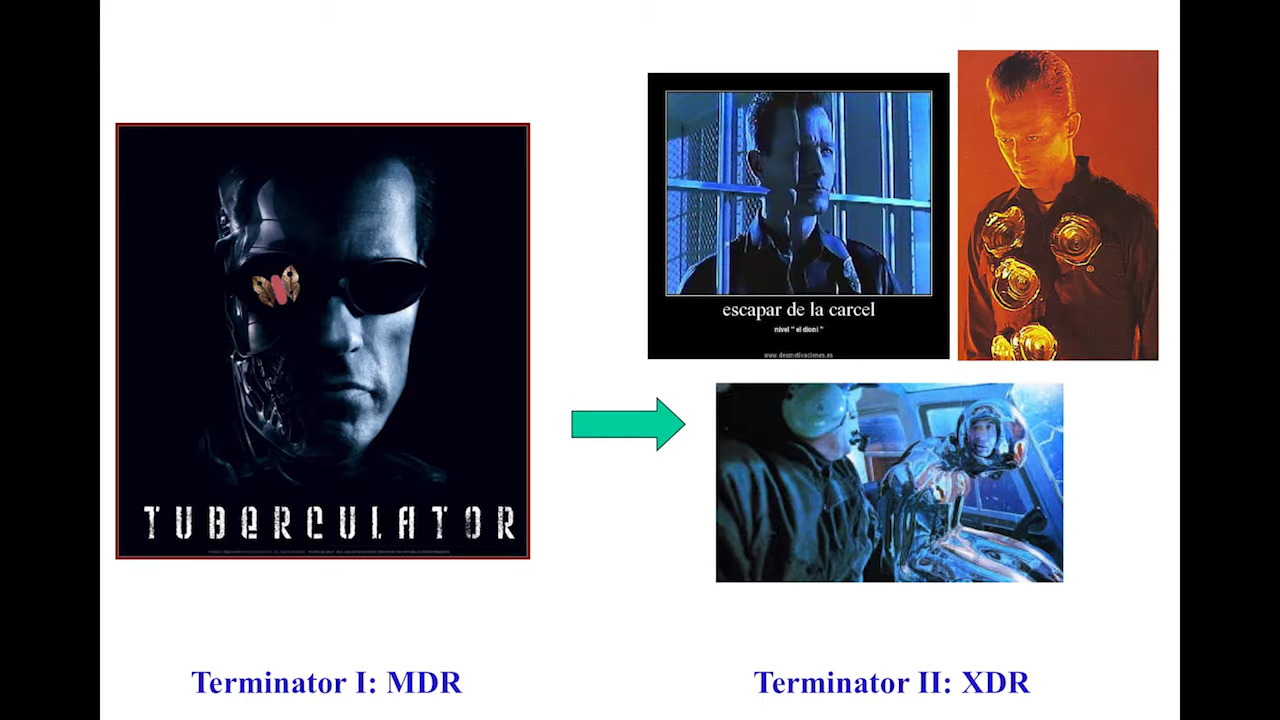 TUBERCULATOR
escapar de la carcel
nivel " el dioni "
www.desmotivaciones.es
Terminator I: MDR
Terminator II: XDR